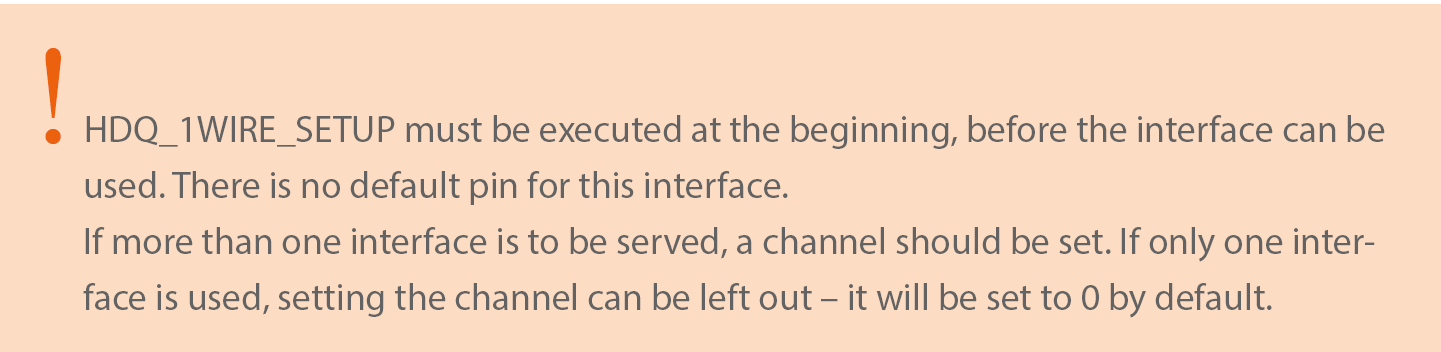 !
HDQ_1WIRE_SETUP must be executed at the beginning, before the interface can be
used. There is no default pin for this interface.
If more than one interface is to be served, a channel should be set. If only one inter-
face is used, setting the channel can be left out – it will be set to 0 by default.